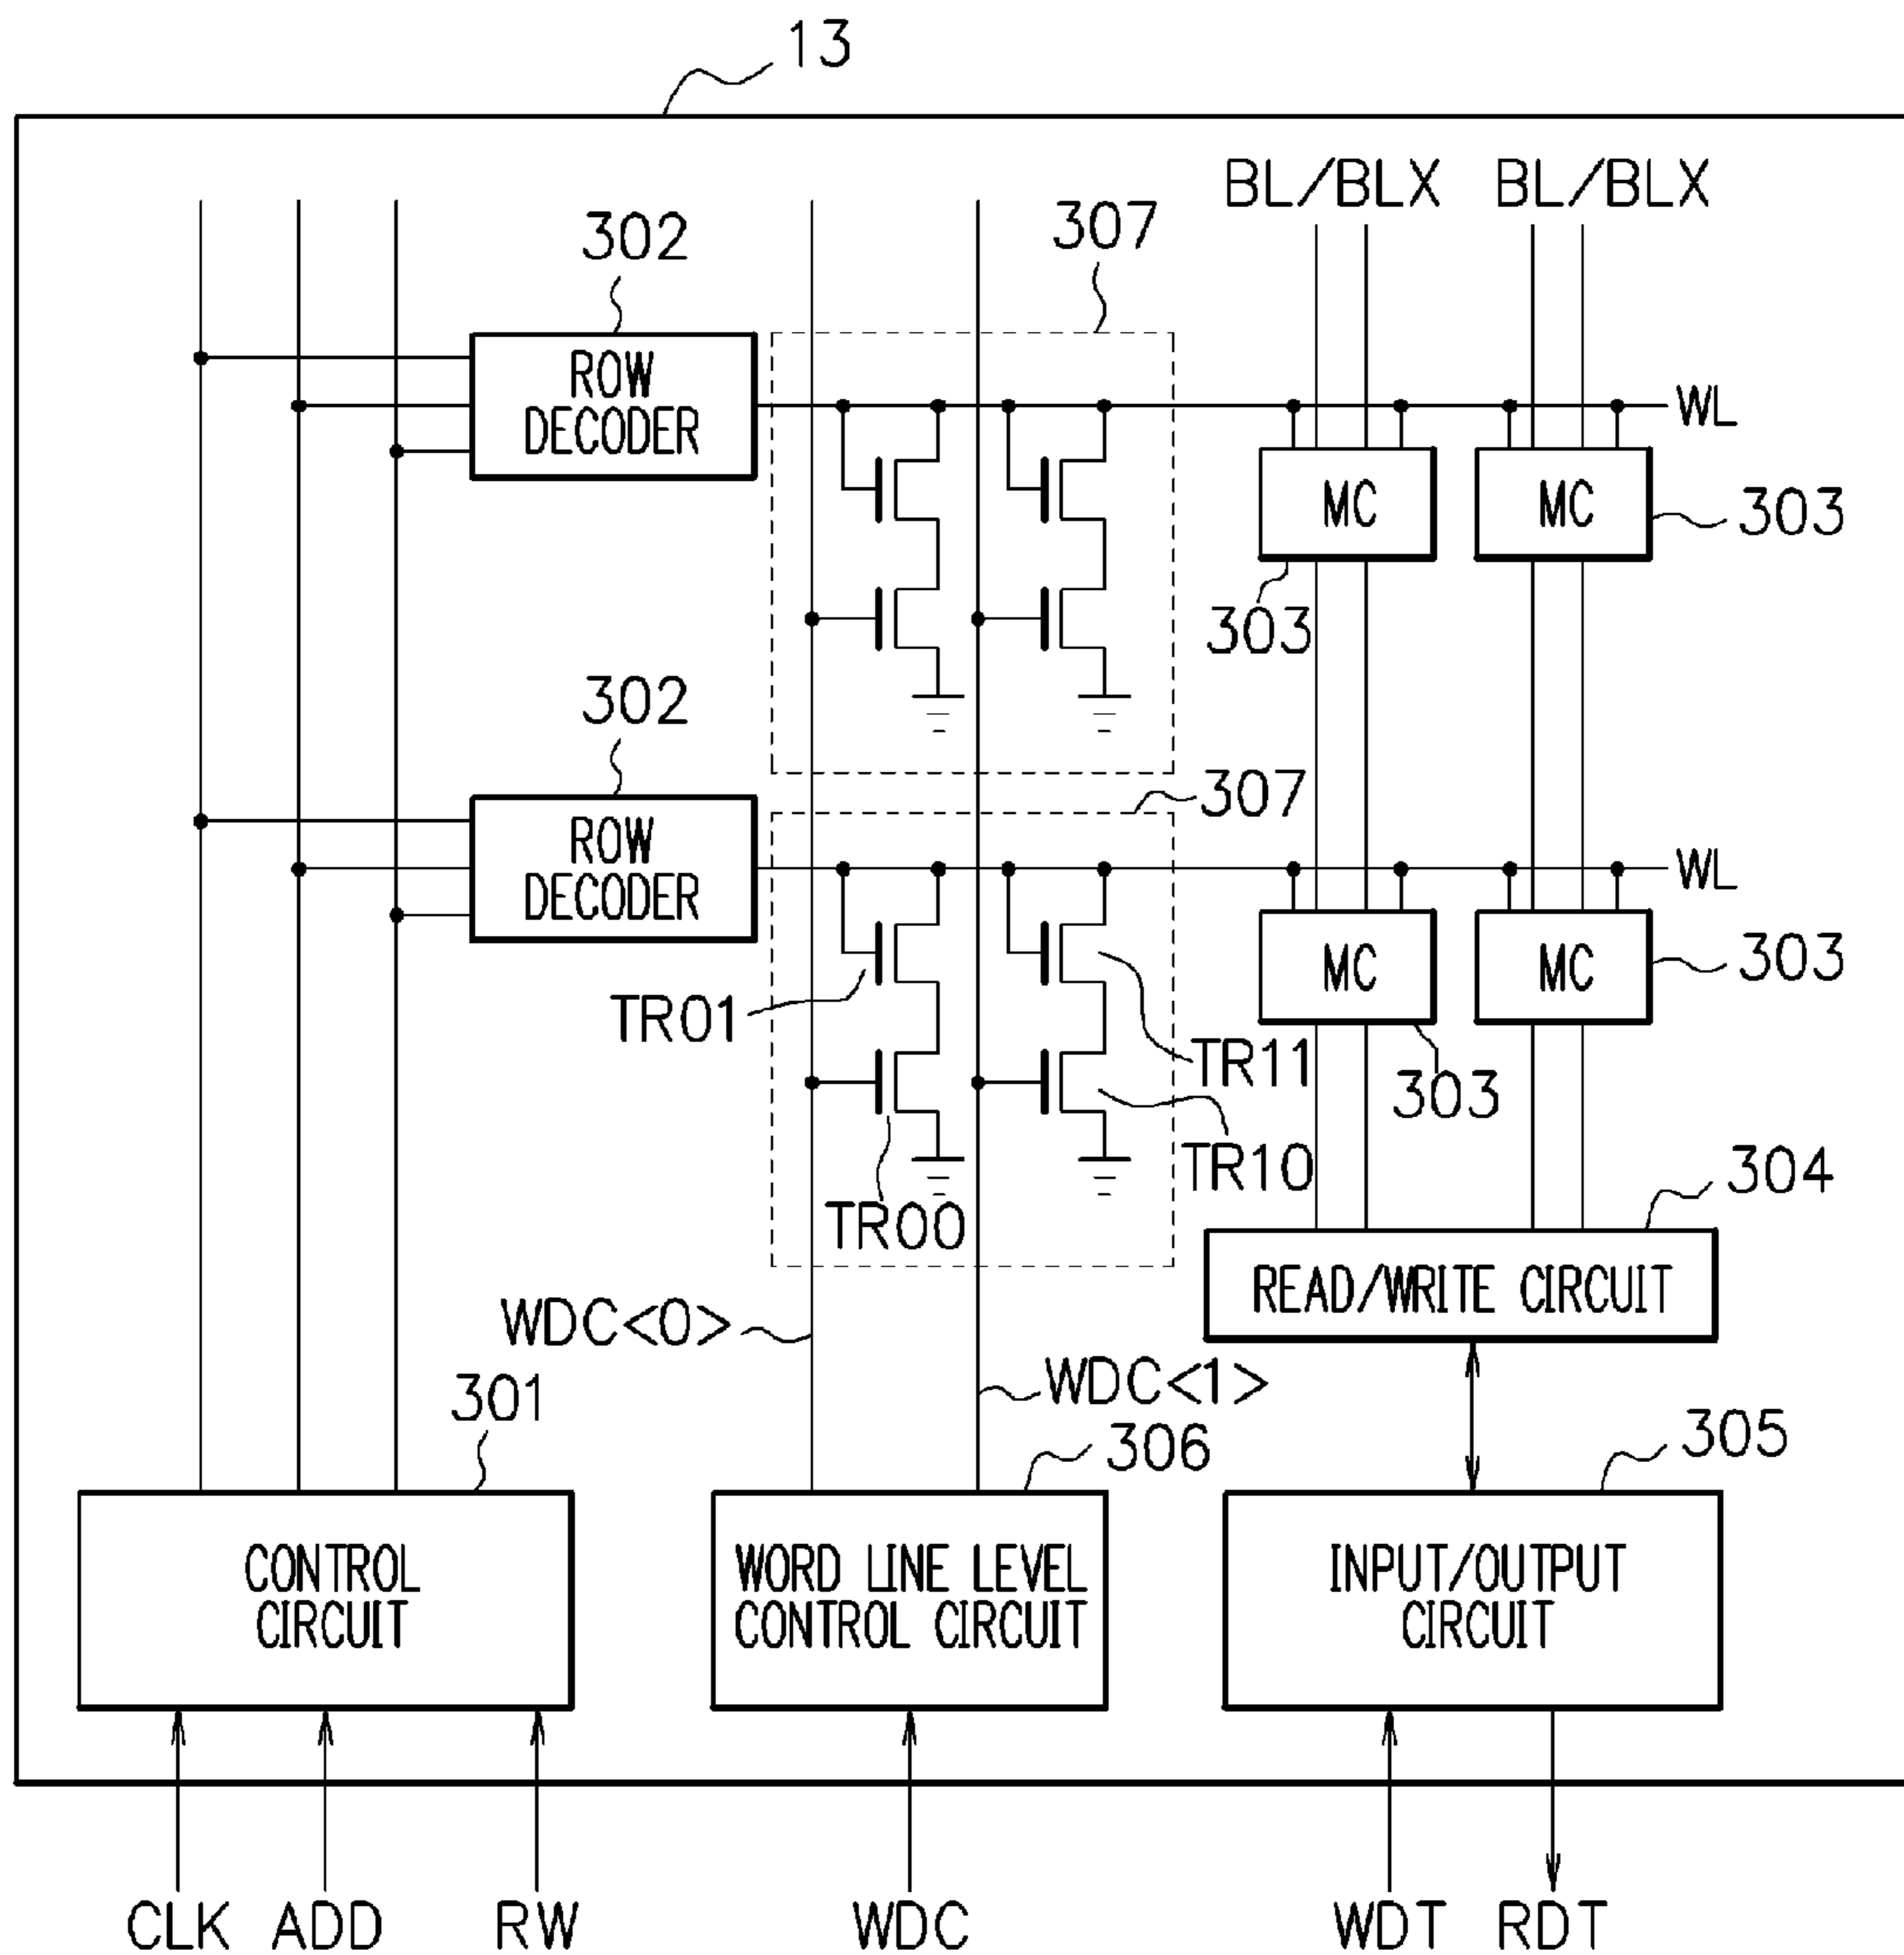 13
BL/BLX BL/BLX
302
307
ROW
DECODER
WL
MC
MC
303
303
302
307
ROW
DECODER
WL
MC
MC
303
TR01
TR11
303
TR10
304
TR00
READ/WRITE CIRCUIT
WDC<0>
WDC<1>
301
306
305
CONTROL
CIRCUIT
WORD LINE LEVEL
CONTROL CIRCUIT
INPUT/OUTPUT
CIRCUIT
CLK ADD RW WDC WDT RDT